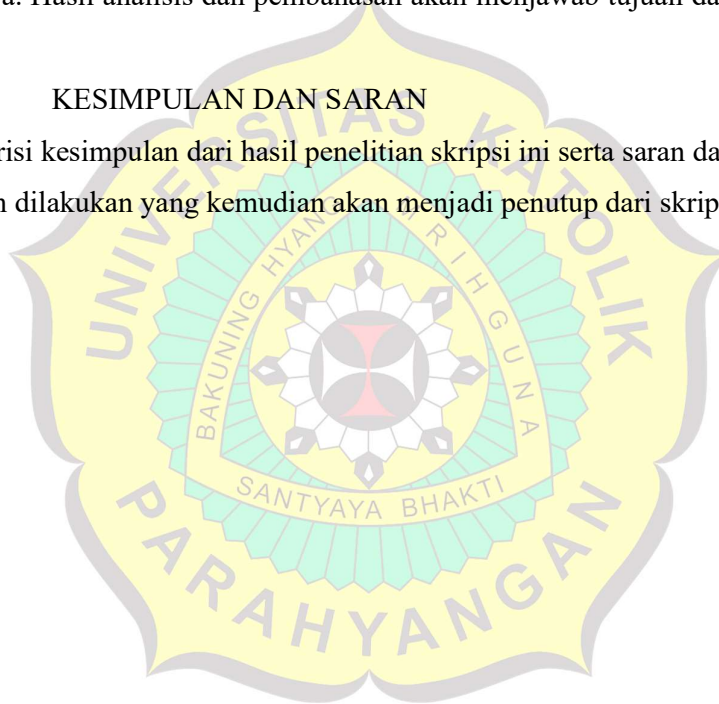 a. Hasil analisis dan pembahasan akan menjawab tujuan da
KESIMPULAN DAN SARAN
risi kesimpulan dari hasil penelitian skripsi ini serta saran da
n dilakukan yang kemudian akan menjadi penutup dari skrip
UNIVERSITAS KATOLIK
BAKUNING HYANG MRIH GUNA
SANTYAYA BHAKTI
PARAHYANGAN